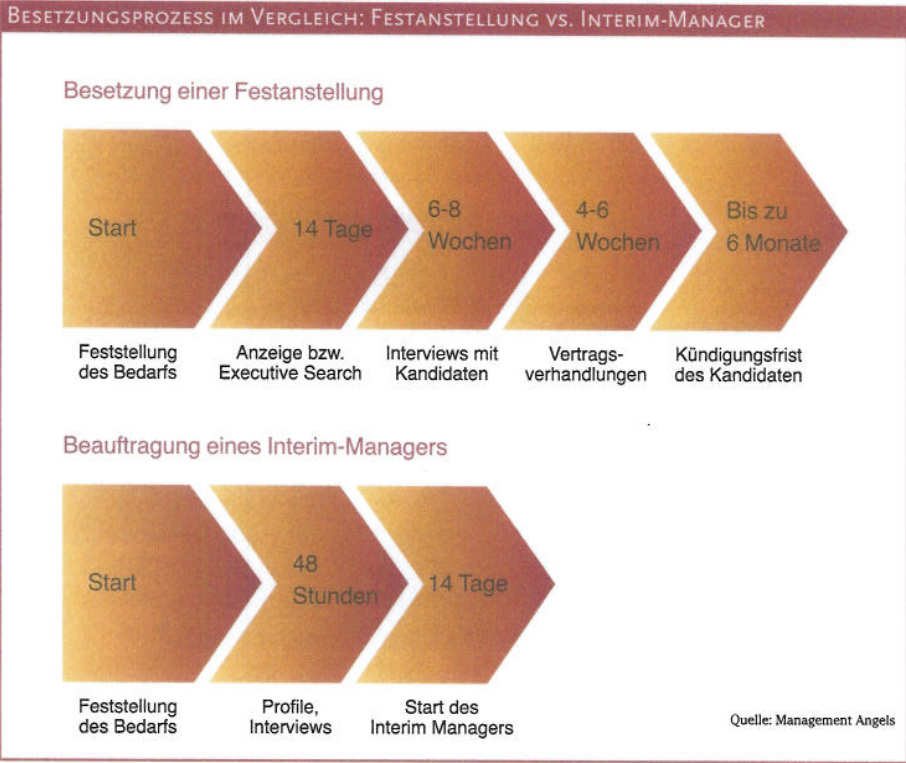 BESETZUNGSPROZESS IM VERGLEICH: FESTANSTELLUNG VS. INTERIM-MANAGER
Besetzung einer Festanstellung
Start
14 Tage
6-8
Wochen
4-6
Wochen
Bis zu
6 Monate
Feststellung
des Bedarfs
Anzeige bzw.
Executive Search
Interviews mit
Kandidaten
Vertrags-
verhandlungen
Kündigungsfrist
des Kandidaten
Beauftragung eines Interim-Managers
Start
48
Stunden
14 Tage
Feststellung
des Bedarfs
Profile,
Interviews
Start des
Interim Managers
Quelle: Management Angels